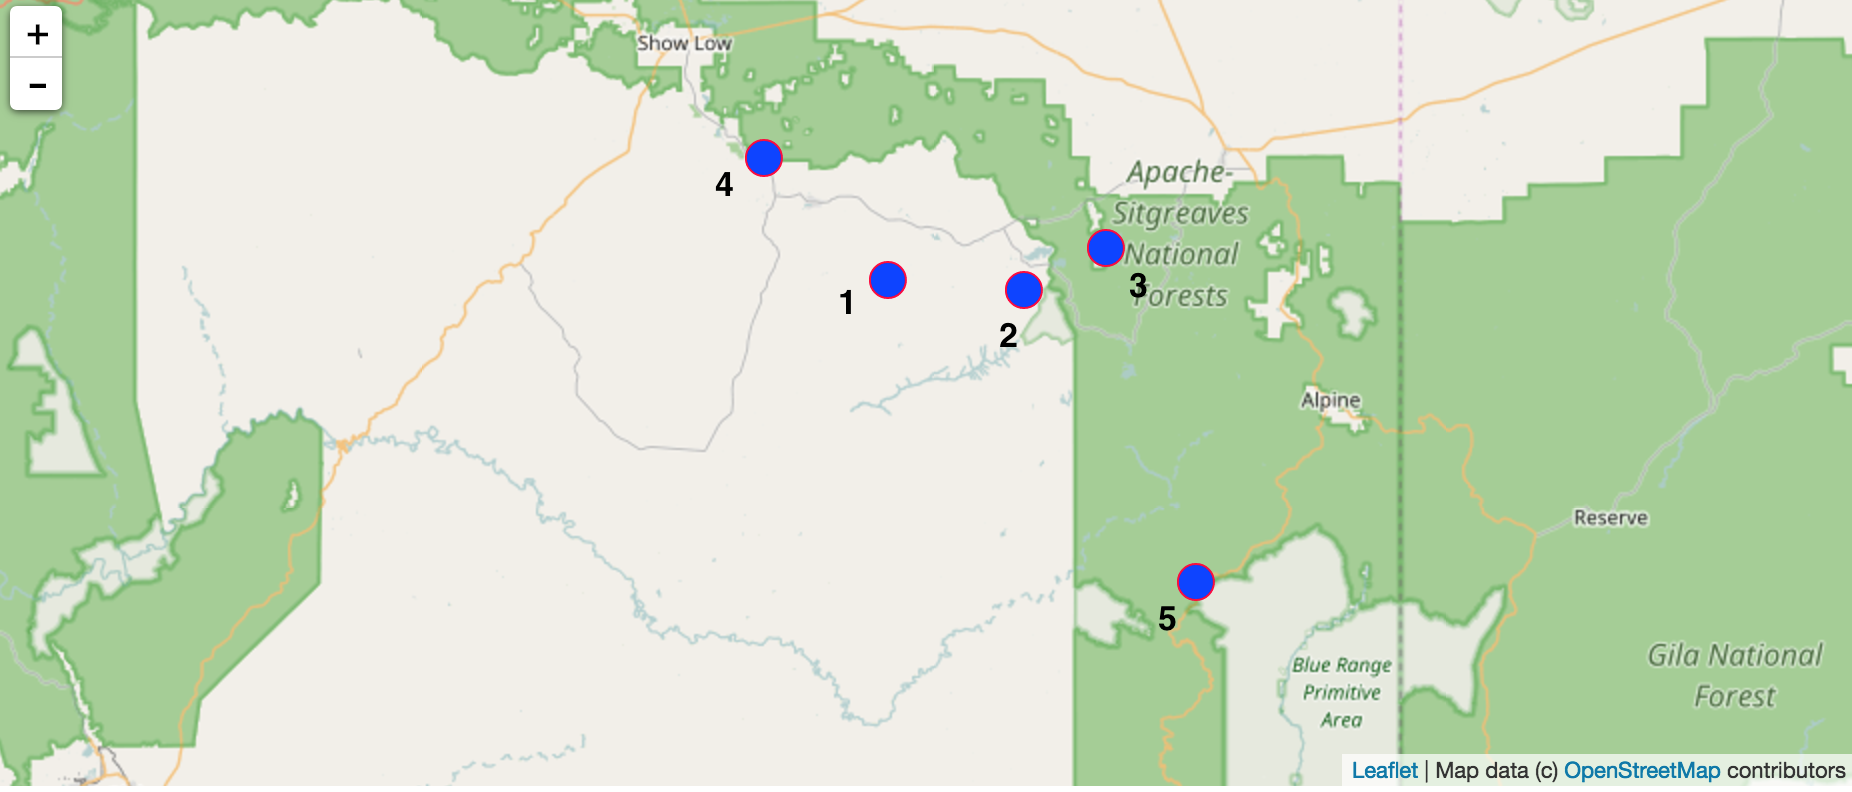 +
-
Show Low
4
Apache-
Sitgreaves
National
Forests
3
1
2
Alpine
Reserve
5
Blue Range
Primitive
Area
Gila National
Forest
Leaflet | Map data (c) OpenStreetMap contributors